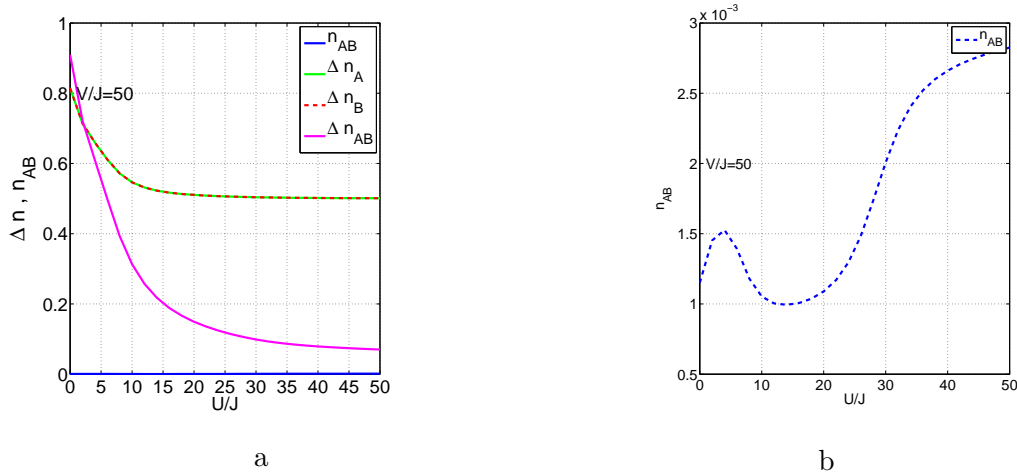 1
0.8
0.6
0.4
0.2
0
Δ n , n_AB
V/J=50
n_AB
Δ n_A
Δ n_B
Δ n_AB
0 5 10 15 20 25 30 35 40 45 50
U/J
a
x 10^-3
3
2.5
2
1.5
1
0.5
n_AB
V/J=50
n_AB
0 10 20 30 40 50
U/J
b